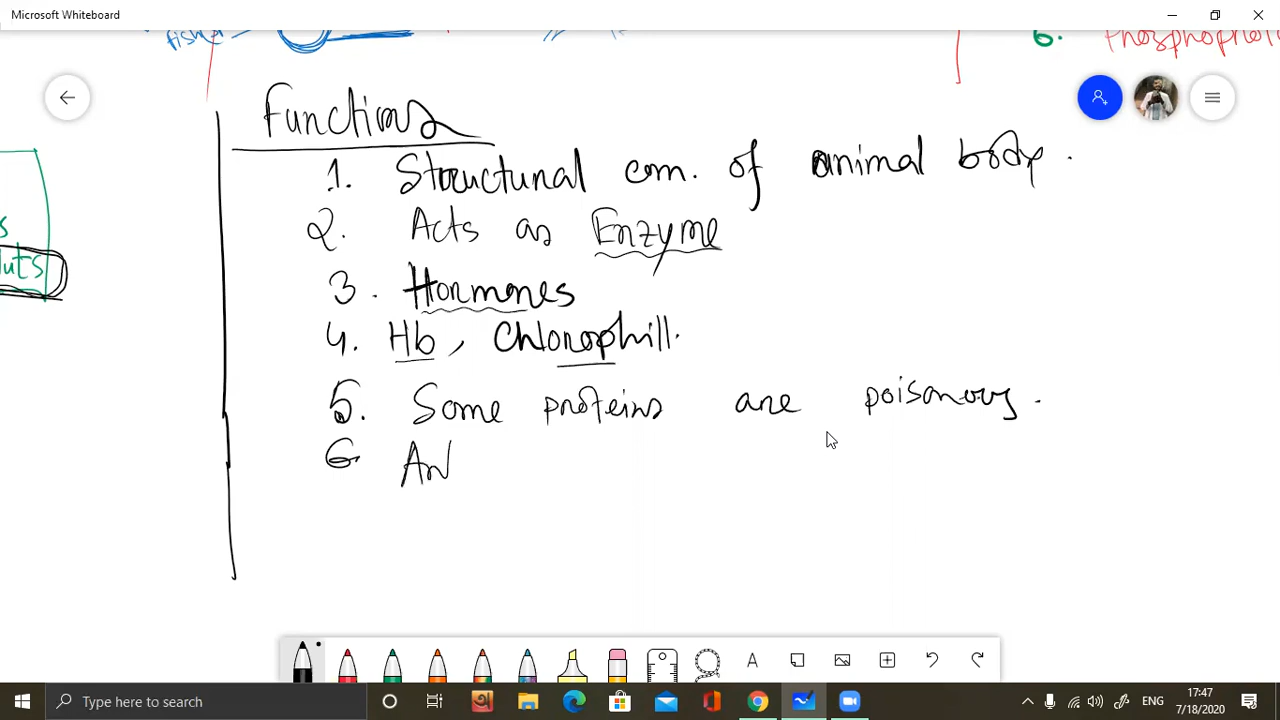 Microsoft Whiteboard
fisher
6.
Functions
1. Structural com. of animal body.
2. Acts as Enzyme
3. Hormones
4. Hb, Chlorophill.
5. Some proteins are poisonous.
6 An
A
Type here to search
ENG
17:47
7/18/2020